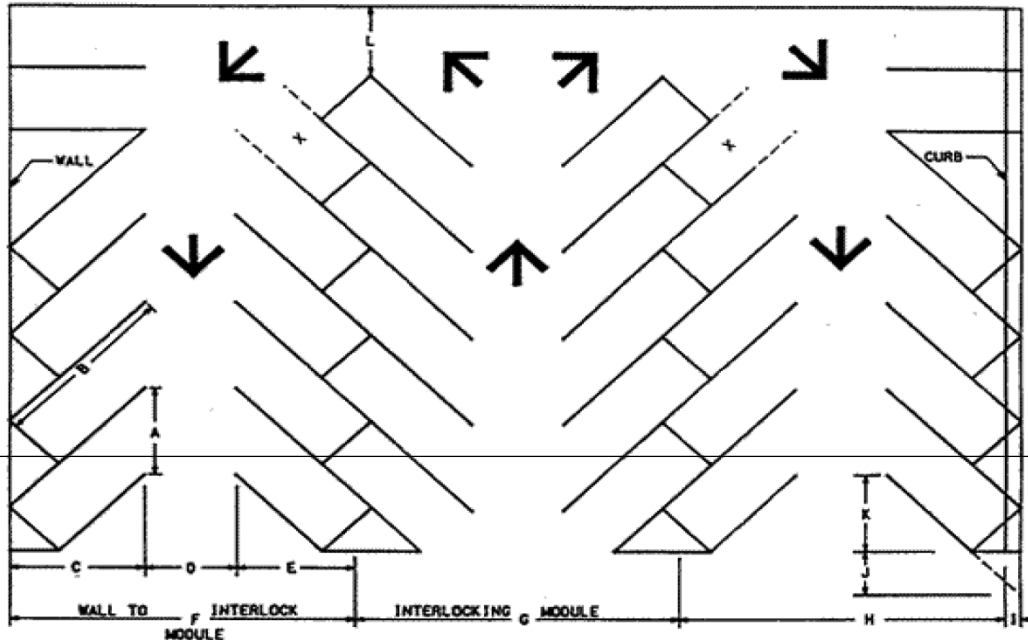 L
X
X
WALL
CURB
B
A
K
C
D
E
J
WALL TO
INTERLOCK
F
MODULE
INTERLOCKING MODULE
G
H
I